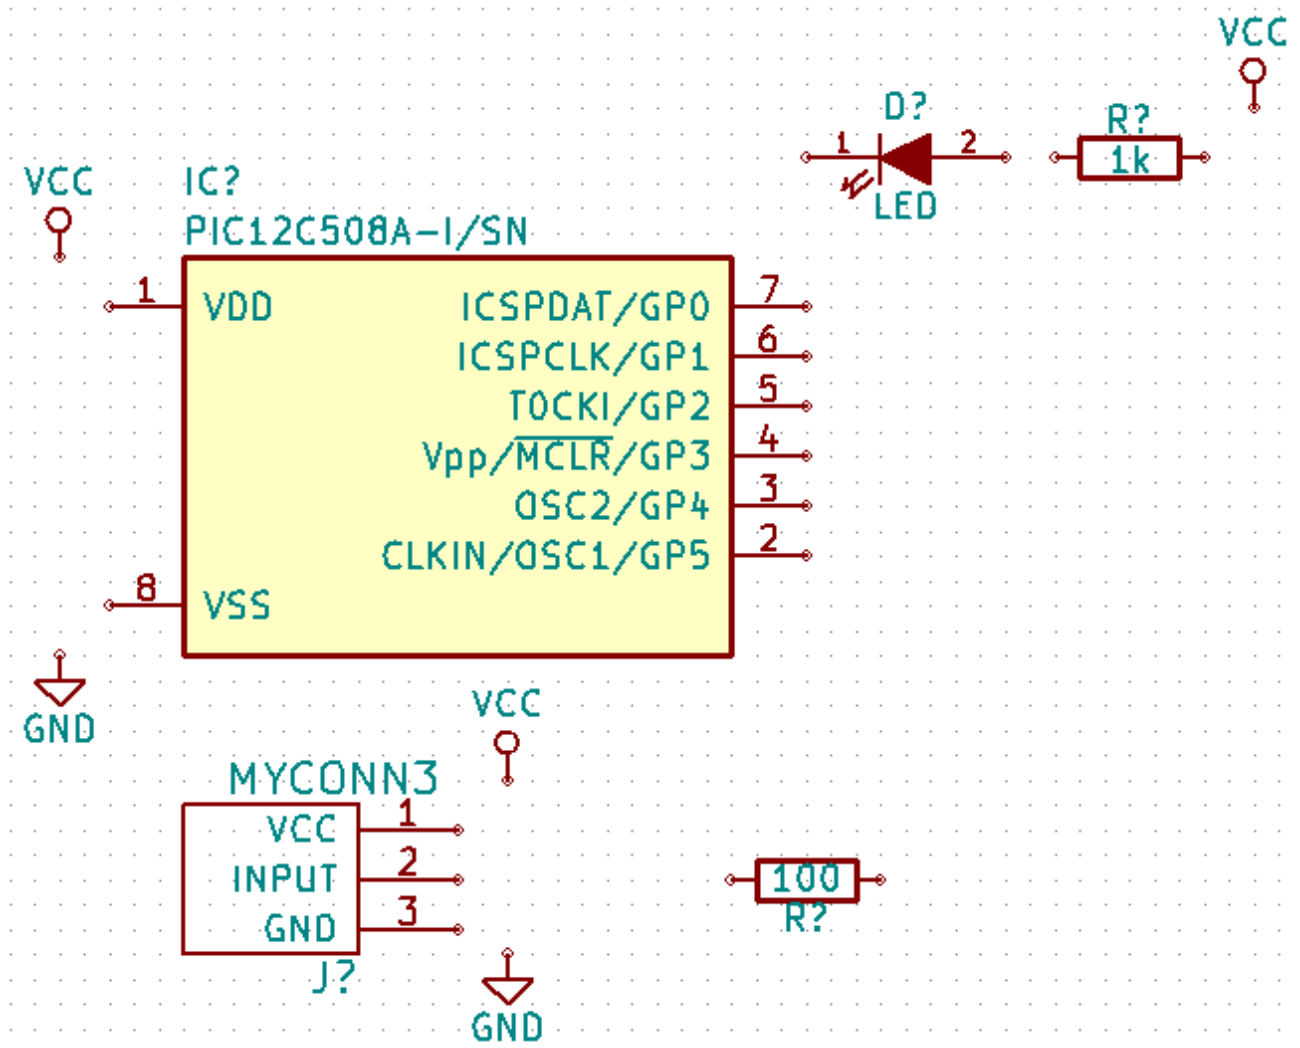 VCC
D?
1 2
LED
R?
1k
VCC
IC?
PIC12C508A-I/SN
1 VDD
ICSPDAT/GP0 7
ICSPCLK/GP1 6
T0CKI/GP2 5
Vpp/MCLR/GP3 4
OSC2/GP4 3
CLKIN/OSC1/GP5 2
8 VSS
GND
VCC
MYCONN3
VCC 1
INPUT 2
GND 3
J?
100
R?
GND